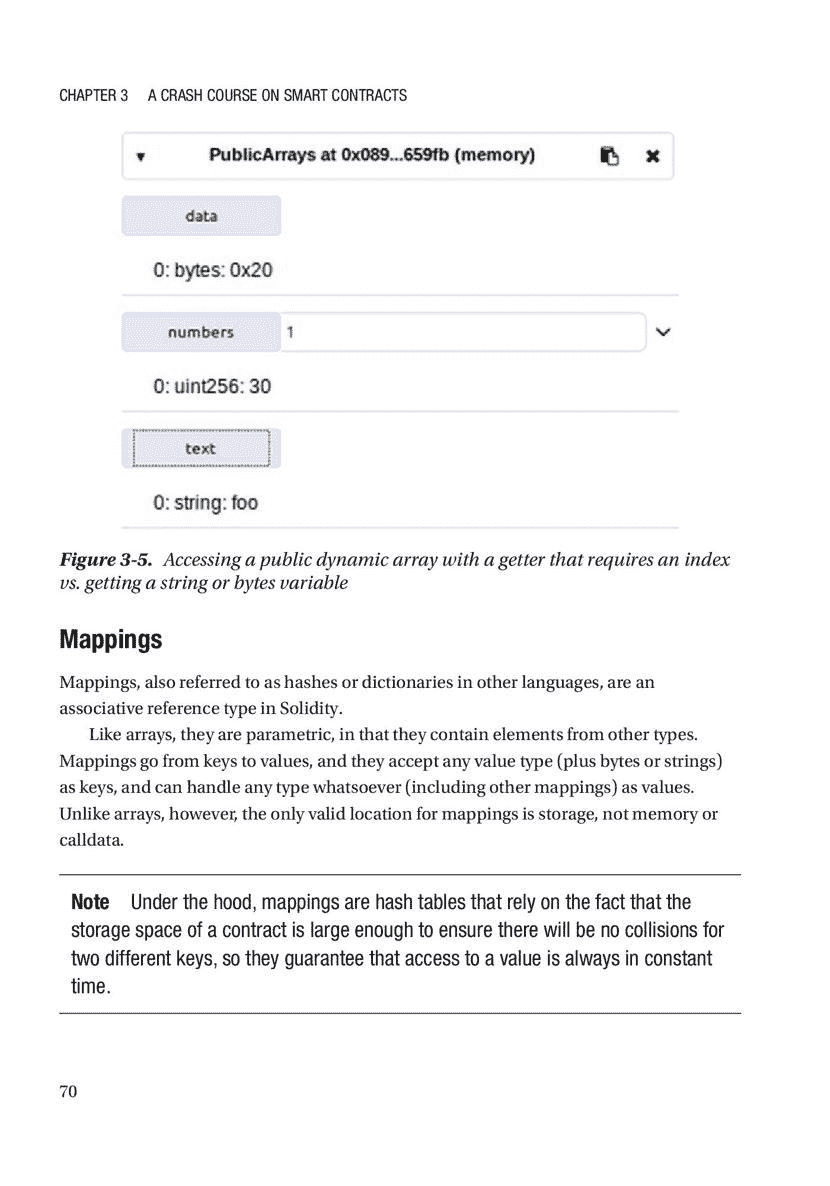 CHAPTER 3 A CRASH COURSE ON SMART CONTRACTS
PublicArrays at 0x089...659fb (memory)
data
0: bytes: 0x20
numbers 1
0: uint256: 30
text
0: string: foo
Figure 3-5. Accessing a public dynamic array with a getter that requires an index
vs. getting a string or bytes variable
Mappings
Mappings, also referred to as hashes or dictionaries in other languages, are an
associative reference type in Solidity.
Like arrays, they are parametric, in that they contain elements from other types.
Mappings go from keys to values, and they accept any value type (plus bytes or strings)
as keys, and can handle any type whatsoever (including other mappings) as values.
Unlike arrays, however, the only valid location for mappings is storage, not memory or
calldata.
Note Under the hood, mappings are hash tables that rely on the fact that the
storage space of a contract is large enough to ensure there will be no collisions for
two different keys, so they guarantee that access to a value is always in constant
time.
70